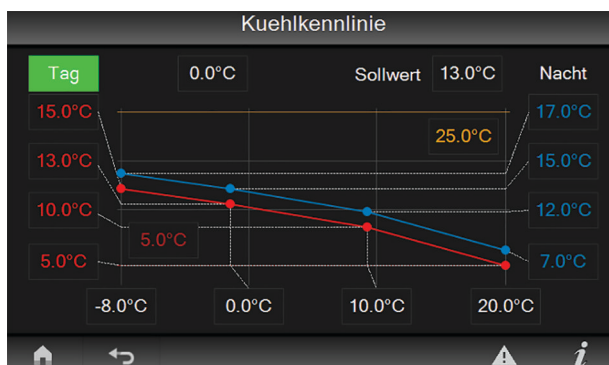 Kuehlkennlinie
Tag 0.0°C Sollwert 13.0°C Nacht
15.0°C 17.0°C
25.0°C
13.0°C 15.0°C
10.0°C 12.0°C
5.0°C
5.0°C 7.0°C
-8.0°C 0.0°C 10.0°C 20.0°C
i